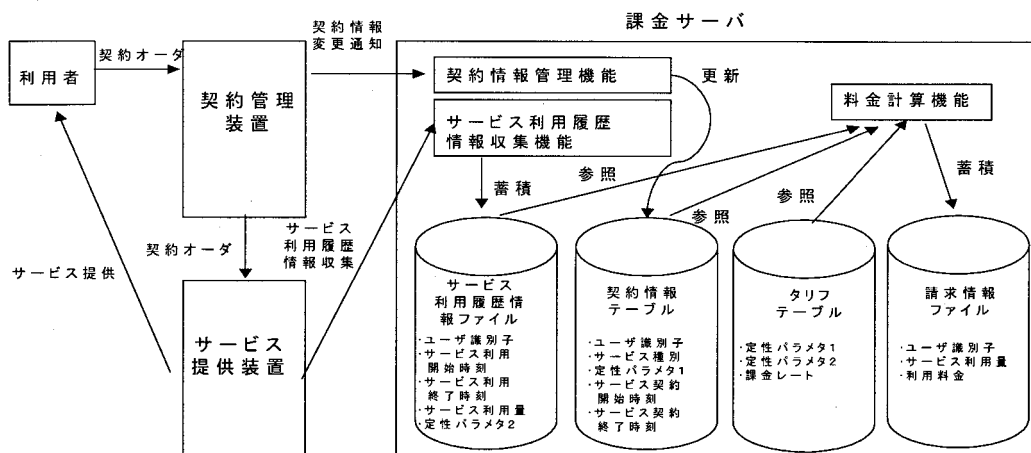 課金サーバ
利用者
契約オーダ
契約管理
装置
契約情報
変更通知
契約情報管理機能
更新
料金計算機能
サービス利用履歴
情報収集機能
蓄積
参照
参照
参照
蓄積
契約オーダ
サービス
利用履歴
情報収集
サービス提供
サービス
提供装置
サービス
利用履歴情
報ファイル
・ユーザ識別子
・サービス利用
開始時刻
・サービス利用
終了時刻
・サービス利用量
・定性パラメタ2
契約情報
テーブル
・ユーザ識別子
・サービス種別
・定性パラメタ1
・サービス契約
開始時刻
・サービス契約
終了時刻
タリフ
テーブル
・定性パラメタ1
・定性パラメタ2
・課金レート
請求情報
ファイル
・ユーザ識別子
・サービス利用量
・利用料金